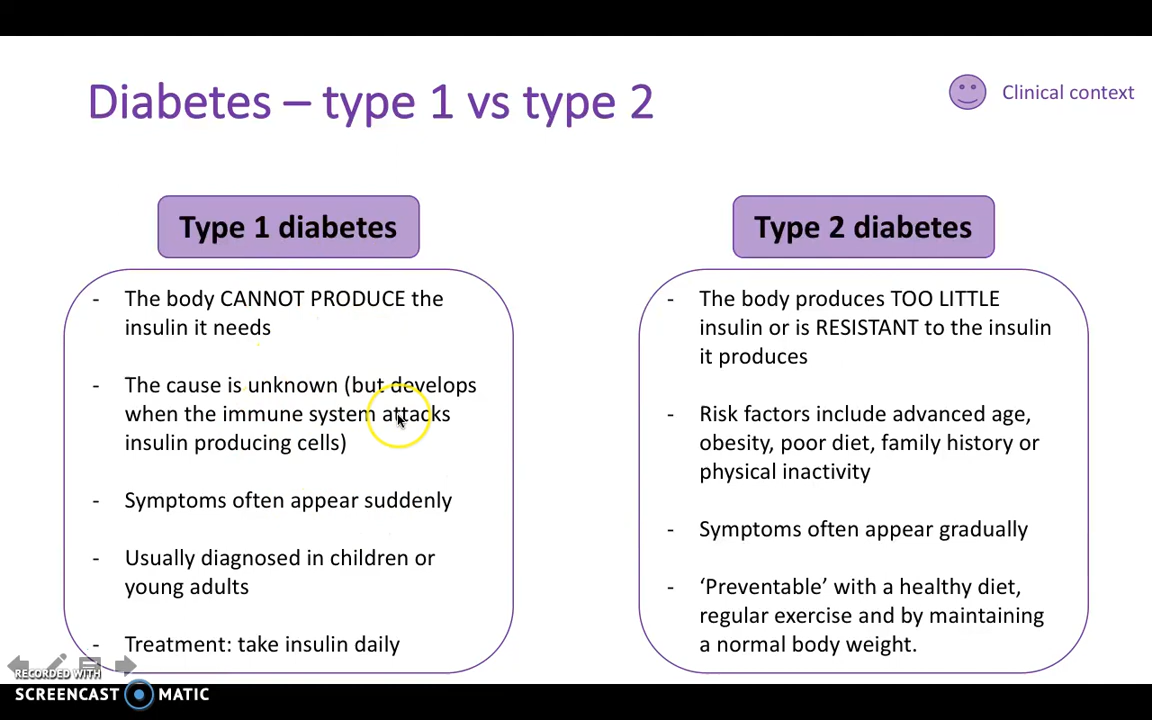 Diabetes – type 1 vs type 2
Clinical context
Type 1 diabetes
- The body CANNOT PRODUCE the
insulin it needs
- The cause is unknown (but develops
when the immune system attacks
insulin producing cells)
- Symptoms often appear suddenly
- Usually diagnosed in children or
young adults
- Treatment: take insulin daily
Type 2 diabetes
- The body produces TOO LITTLE
insulin or is RESISTANT to the insulin
it produces
- Risk factors include advanced age,
obesity, poor diet, family history or
physical inactivity
- Symptoms often appear gradually
- ‘Preventable’ with a healthy diet,
regular exercise and by maintaining
a normal body weight.
RECORDED WITH
SCREENCAST MATIC